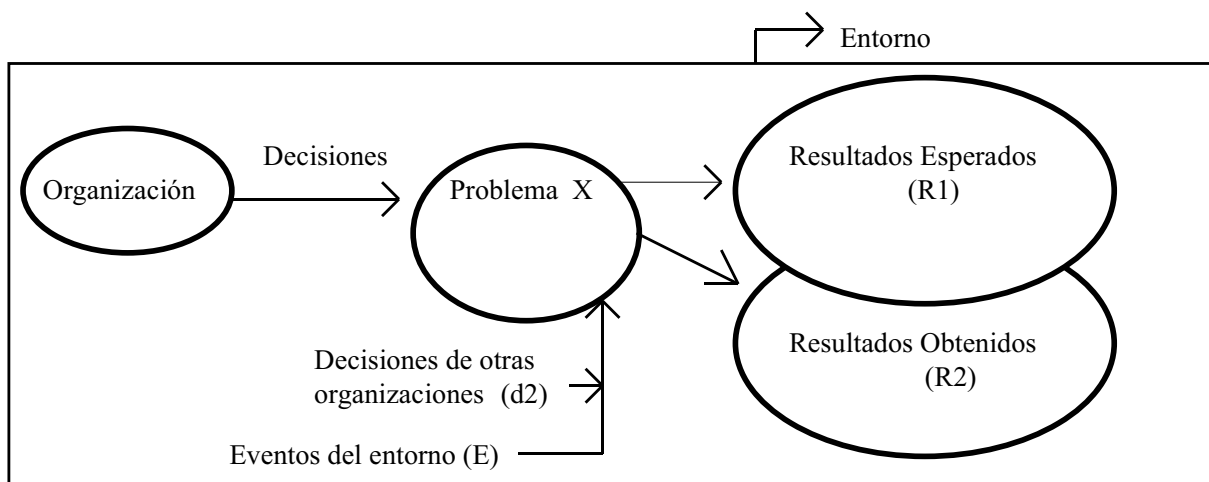 Entorno
Organización
Decisiones
Problema X
Resultados Esperados
(R1)
Resultados Obtenidos
(R2)
Decisiones de otras
organizaciones (d2)
Eventos del entorno (E)